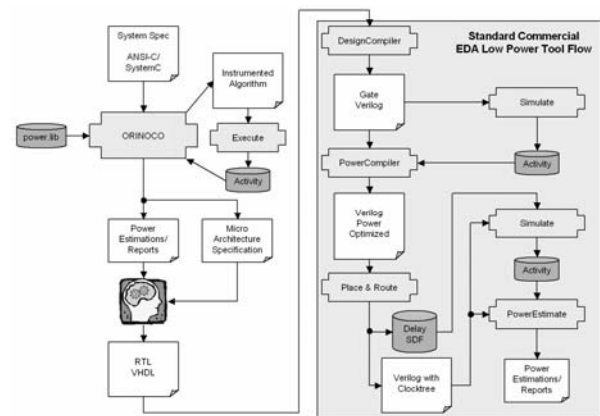 System Spec
ANSI-C/
SystemC
Instrumented
Algorithm
power.lib
ORINOCO
Execute
Activity
Power
Estimations/
Reports
Micro
Architecture
Specification
RTL
VHDL
Standard Commercial
EDA Low Power Tool Flow
DesignCompiler
Gate
Verilog
Simulate
PowerCompiler
Activity
Verilog
Power
Optimized
Simulate
Place & Route
Activity
Delay
SDF
PowerEstimate
Verilog with
Clocktree
Power
Estimations/
Reports